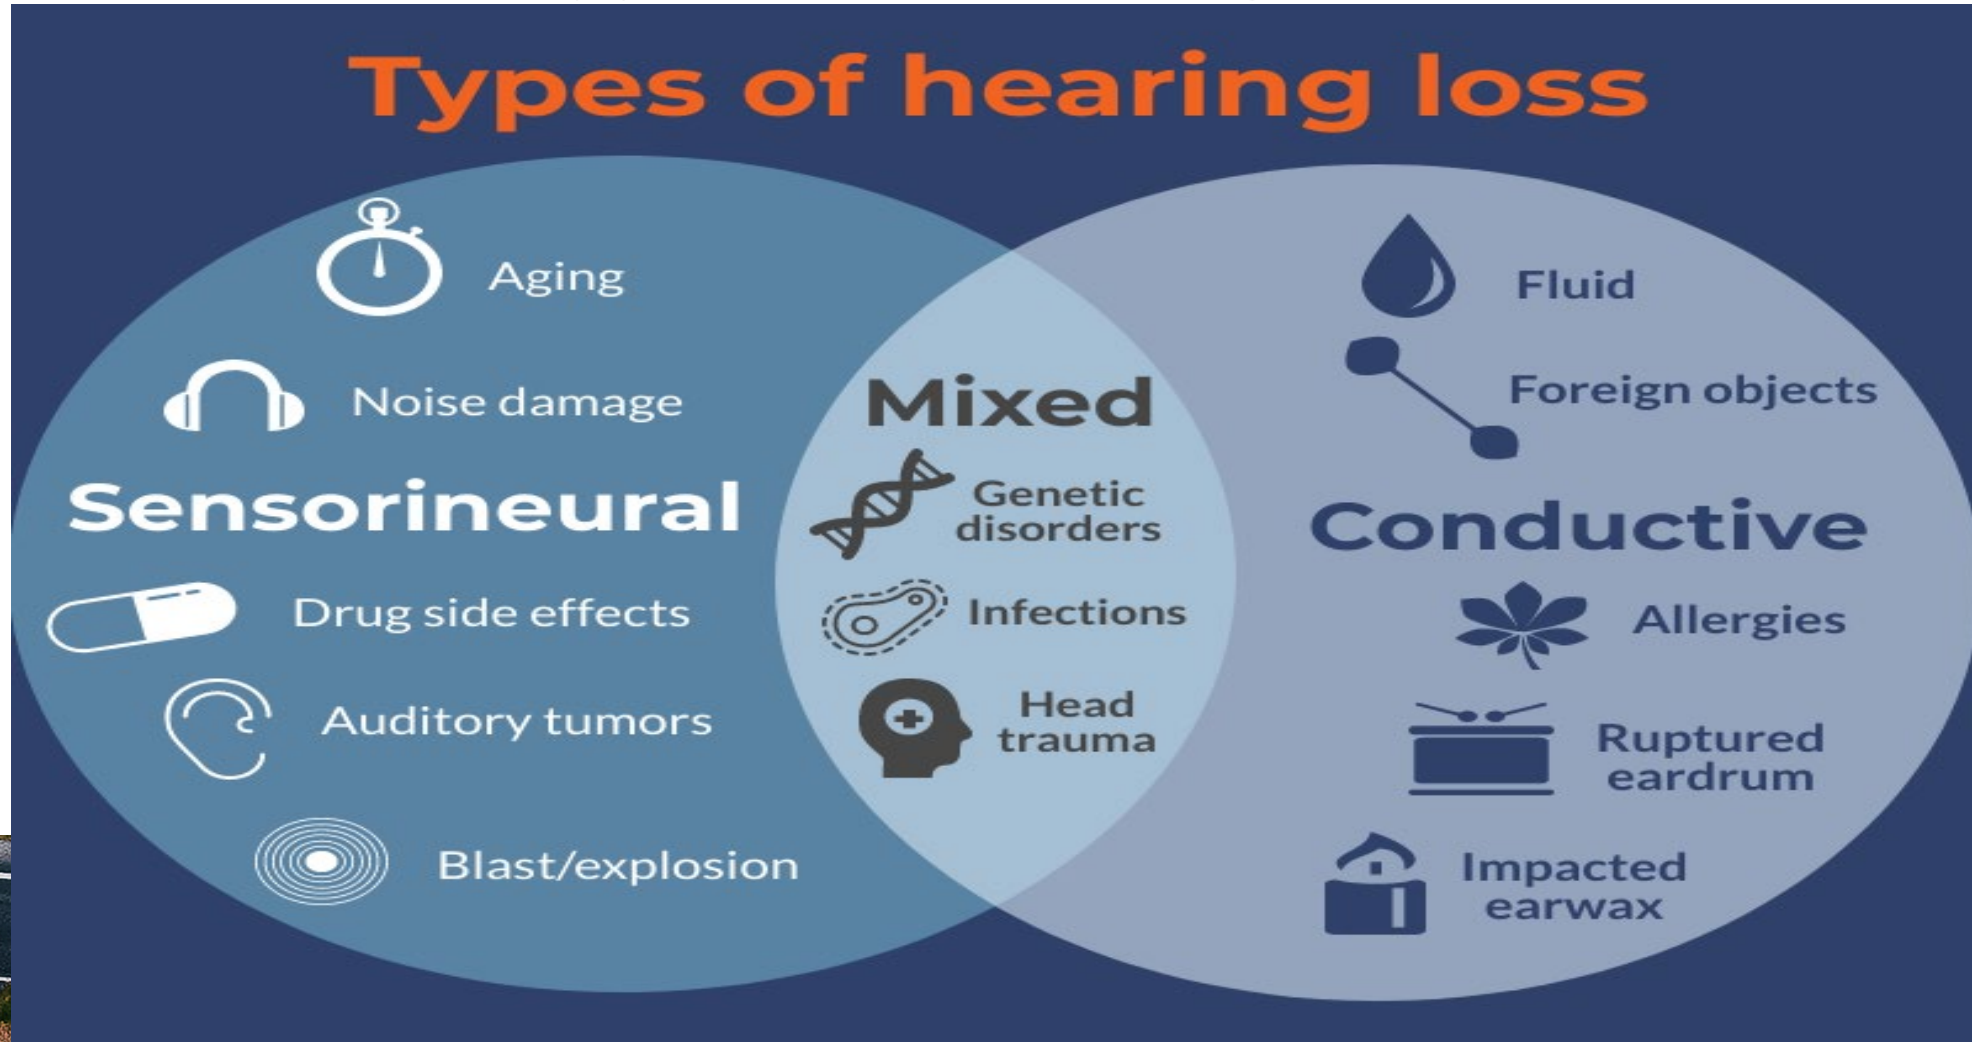 Types of hearing loss
Aging
Noise damage
Sensorineural
Drug side effects
Auditory tumors
Blast/explosion
Mixed
Genetic
disorders
Infections
Head
trauma
Fluid
Foreign objects
Conductive
Allergies
Ruptured
eardrum
Impacted
earwax